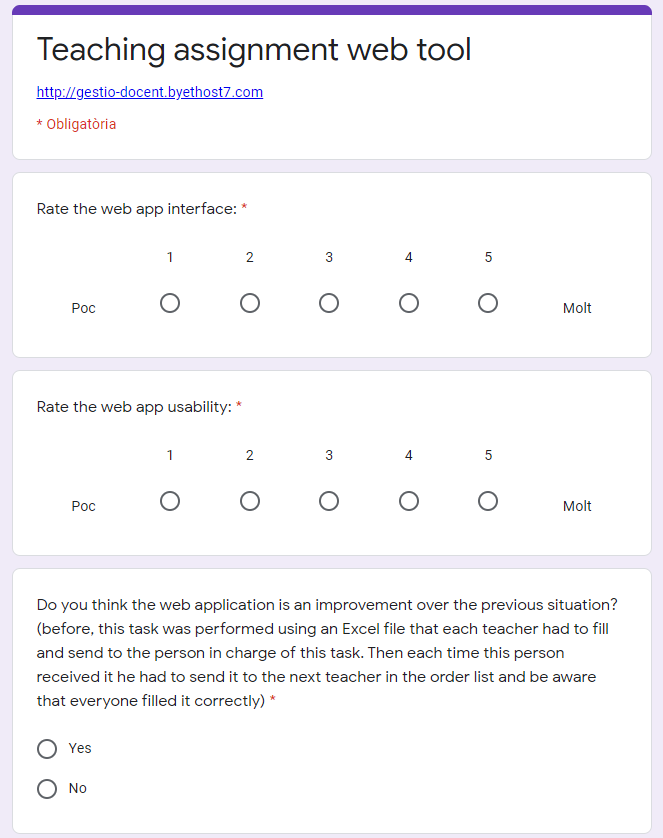 Teaching assignment web tool
http://gestio-docent.byethost7.com
* Obligatòria
Rate the web app interface: *
1 2 3 4 5
Poc Molt
Rate the web app usability: *
1 2 3 4 5
Poc Molt
Do you think the web application is an improvement over the previous situation?
(before, this task was performed using an Excel file that each teacher had to fill
and send to the person in charge of this task. Then each time this person
received it he had to send it to the next teacher in the order list and be aware
that everyone filled it correctly) *
Yes
No